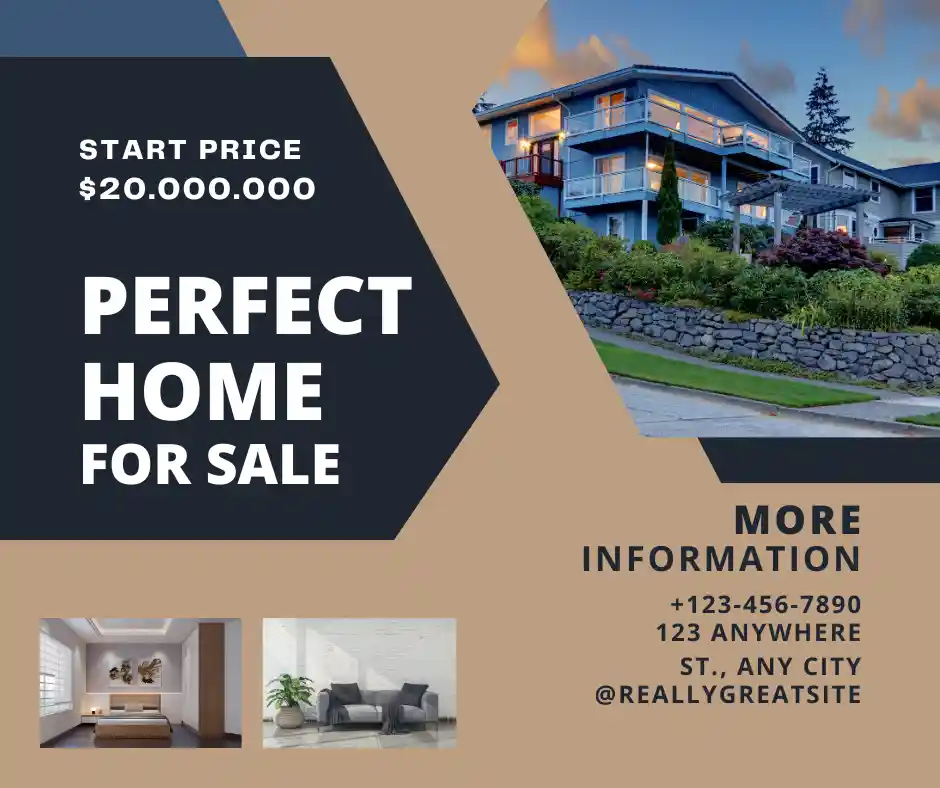 START PRICE
$20.000.000
PERFECT
HOME
FOR SALE
MORE
INFORMATION
+123-456-7890
123 ANYWHERE
ST., ANY CITY
@REALLYGREATSITE